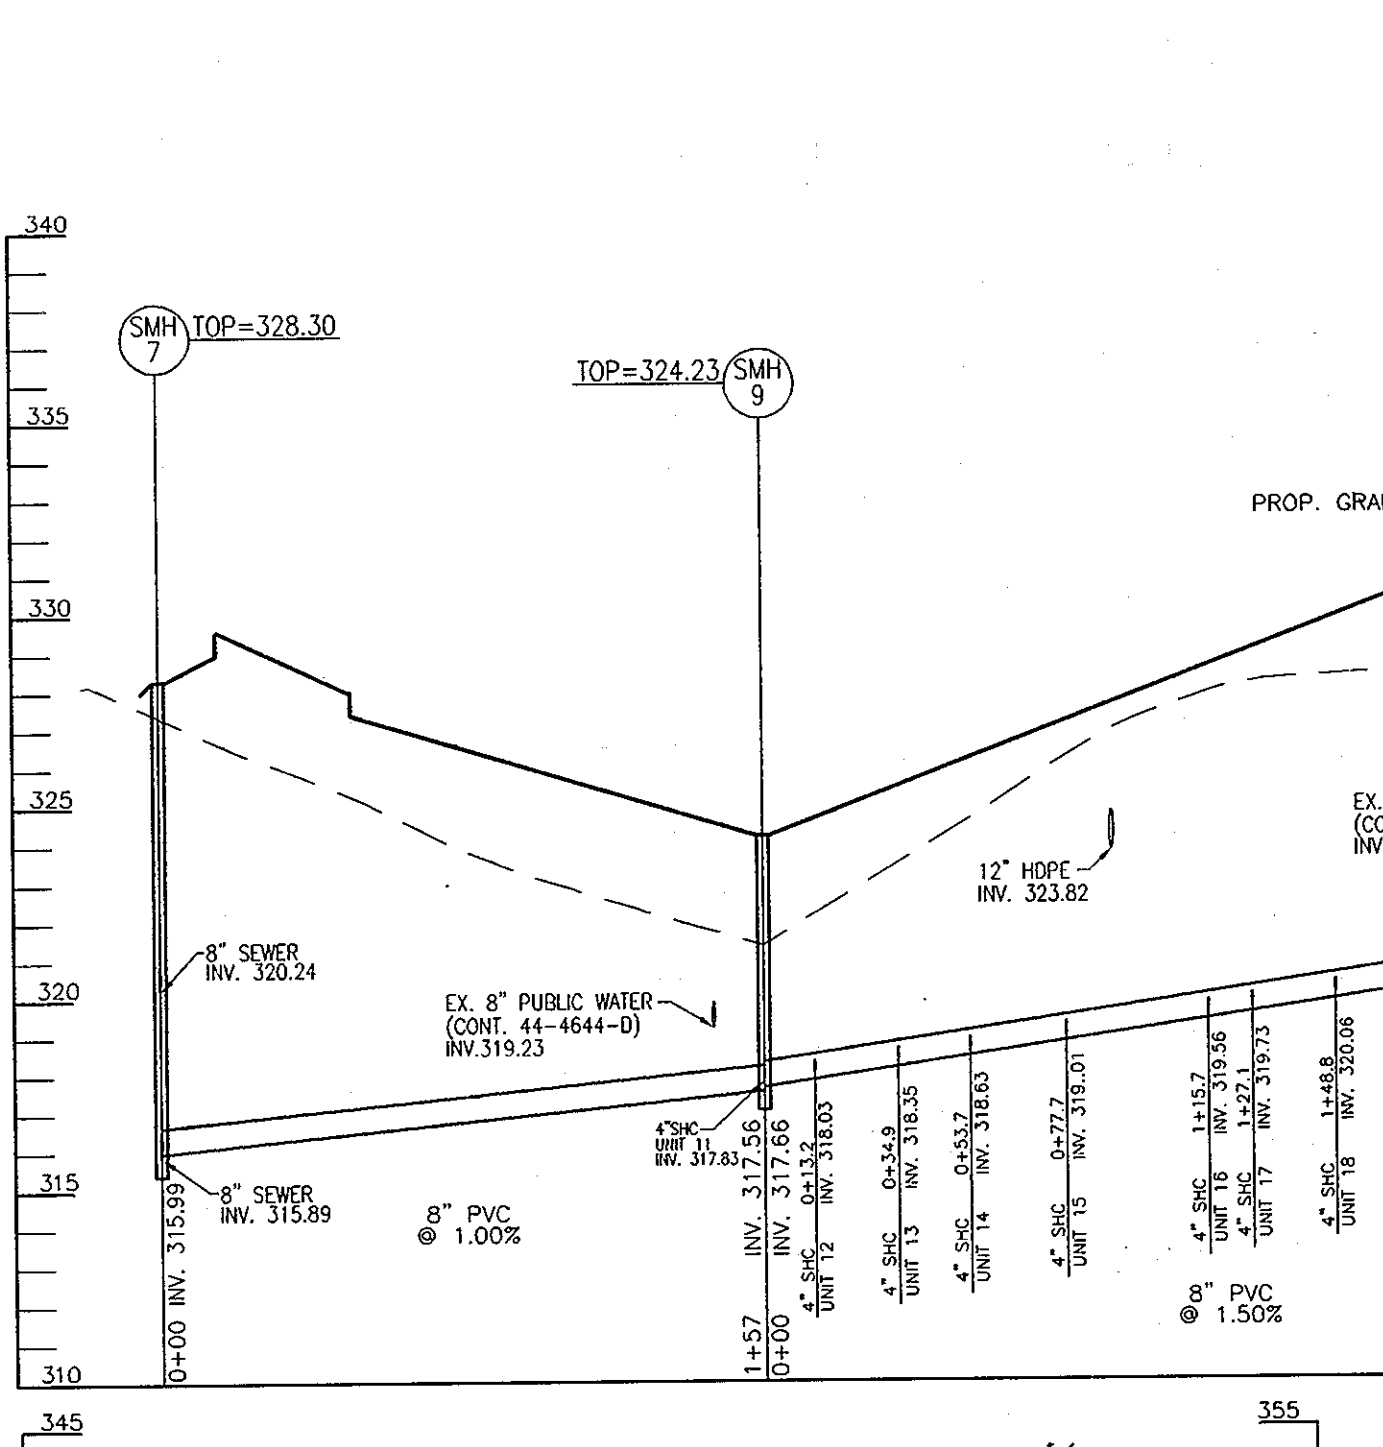 340
SMH
7
TOP=328.30
TOP=324.23
SMH
9
335
PROP. GRA
330
325
EX.
(CO
INV
12" HDPE
INV. 323.82
8" SEWER
INV. 320.24
320
EX. 8" PUBLIC WATER
(CONT. 44-4644-D)
INV.319.23
4"SHC
UNIT 11
INV. 317.83
315
8" SEWER
INV. 315.89
8" PVC
@ 1.00%
0+00 INV. 315.99
1+57 INV. 317.56
0+00 INV. 317.66
4" SHC 0+13.2
UNIT 12 INV. 318.03
4" SHC 0+34.9
UNIT 13 INV. 318.35
4" SHC 0+53.7
UNIT 14 INV. 318.63
4" SHC 0+77.7
UNIT 15 INV. 319.01
4" SHC 1+15.7
UNIT 16 INV. 319.56
4" SHC 1+27.1
UNIT 17 INV. 319.73
4" SHC 1+48.8
UNIT 18 INV. 320.06
8" PVC
@ 1.50%
310
345
355